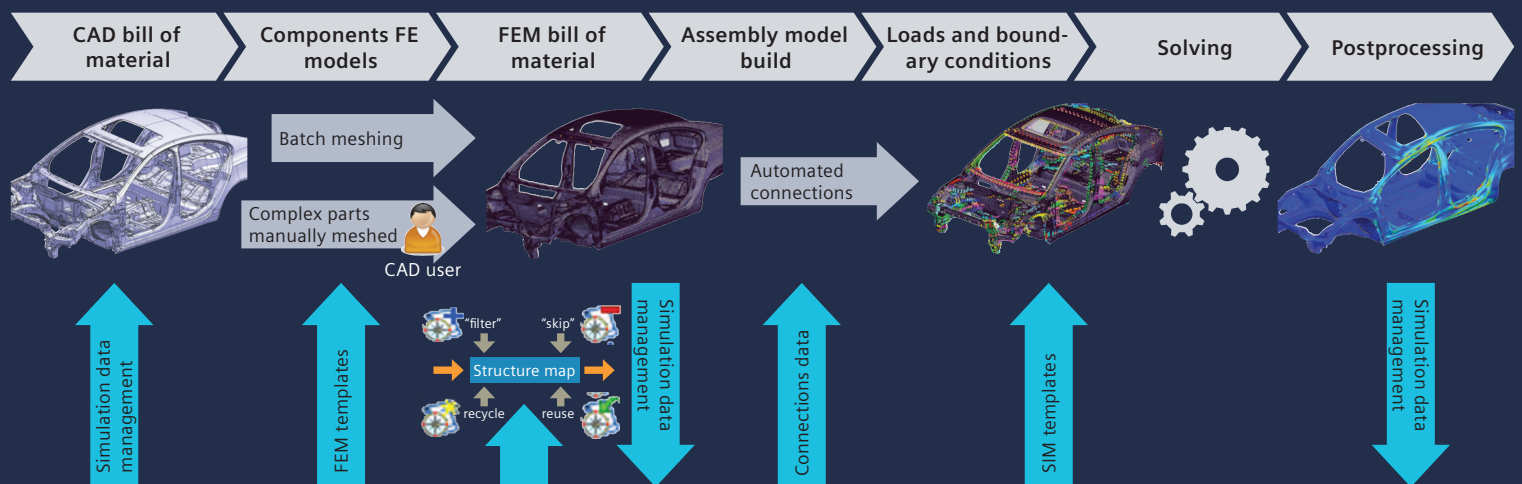 CAD bill of
material
Components FE
models
FEM bill of
material
Assembly model
build
Loads and bound-
ary conditions
Solving
Postprocessing
Batch meshing
Complex parts
manually meshed
CAD user
Automated
connections
Simulation data
management
FEM templates
"filter"
"skip"
Structure map
recycle
reuse
Simulation data
management
Connections data
SIM templates
Simulation data
management